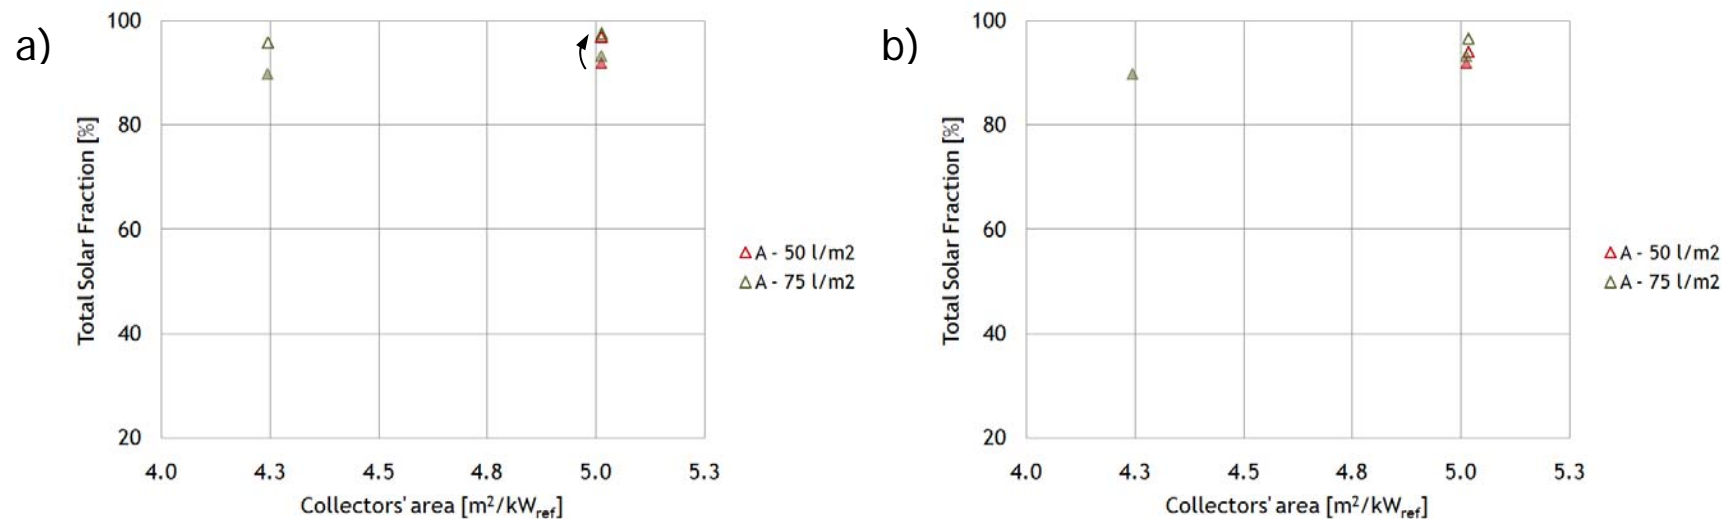 a)
Total Solar Fraction [%]
100
80
60
40
20
4.0 4.3 4.5 4.8 5.0 5.3
Collectors' area [m²/kWref]
A - 50 l/m2
A - 75 l/m2
b)
Total Solar Fraction [%]
100
80
60
40
20
4.0 4.3 4.5 4.8 5.0 5.3
Collectors' area [m²/kWref]
A - 50 l/m2
A - 75 l/m2